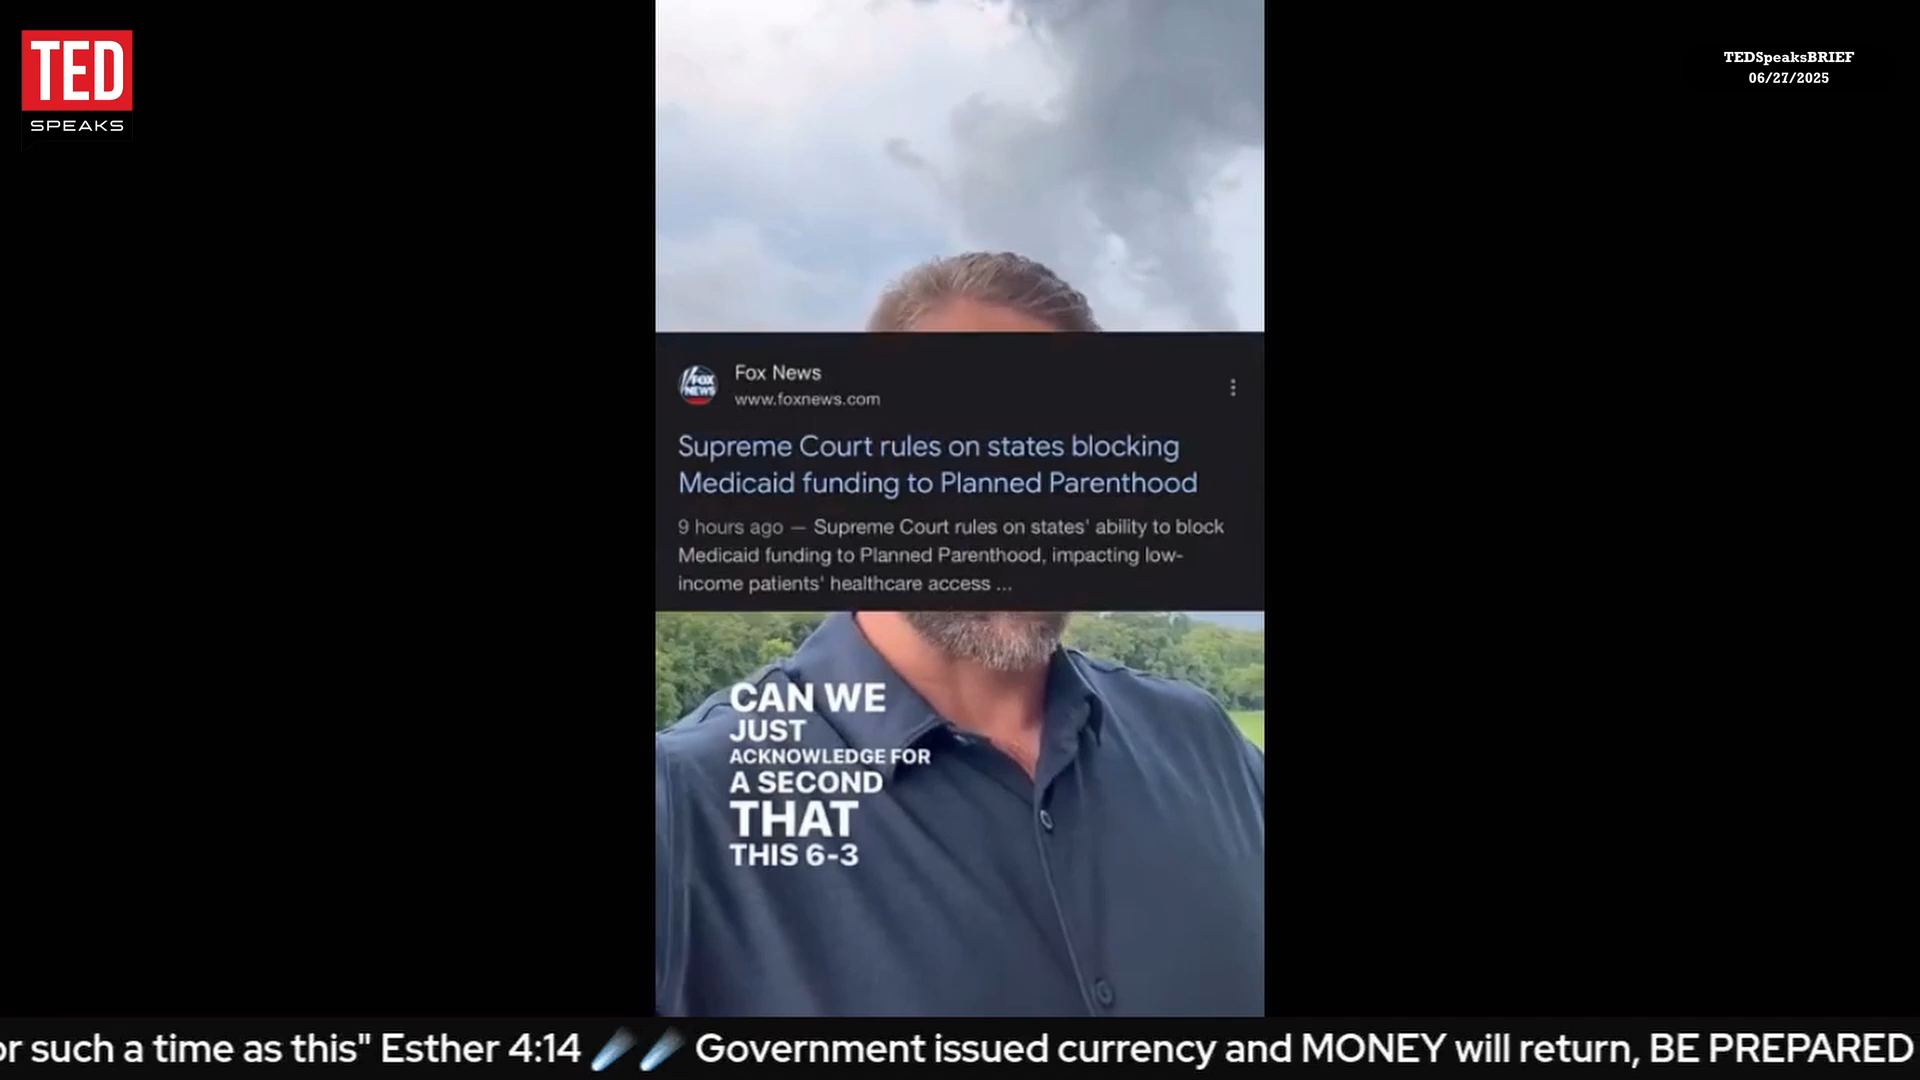 TED
SPEAKS
TEDSpeaksBRIEF
06/27/2025
FOX
NEWS
Fox News
www.foxnews.com
Supreme Court rules on states blocking
Medicaid funding to Planned Parenthood
9 hours ago — Supreme Court rules on states' ability to block
Medicaid funding to Planned Parenthood, impacting low-
income patients' healthcare access ...
CAN WE
JUST
ACKNOWLEDGE FOR
A SECOND
THAT
THIS 6-3
or such a time as this" Esther 4:14 ☄️☄️ Government issued currency and MONEY will return, BE PREPARED